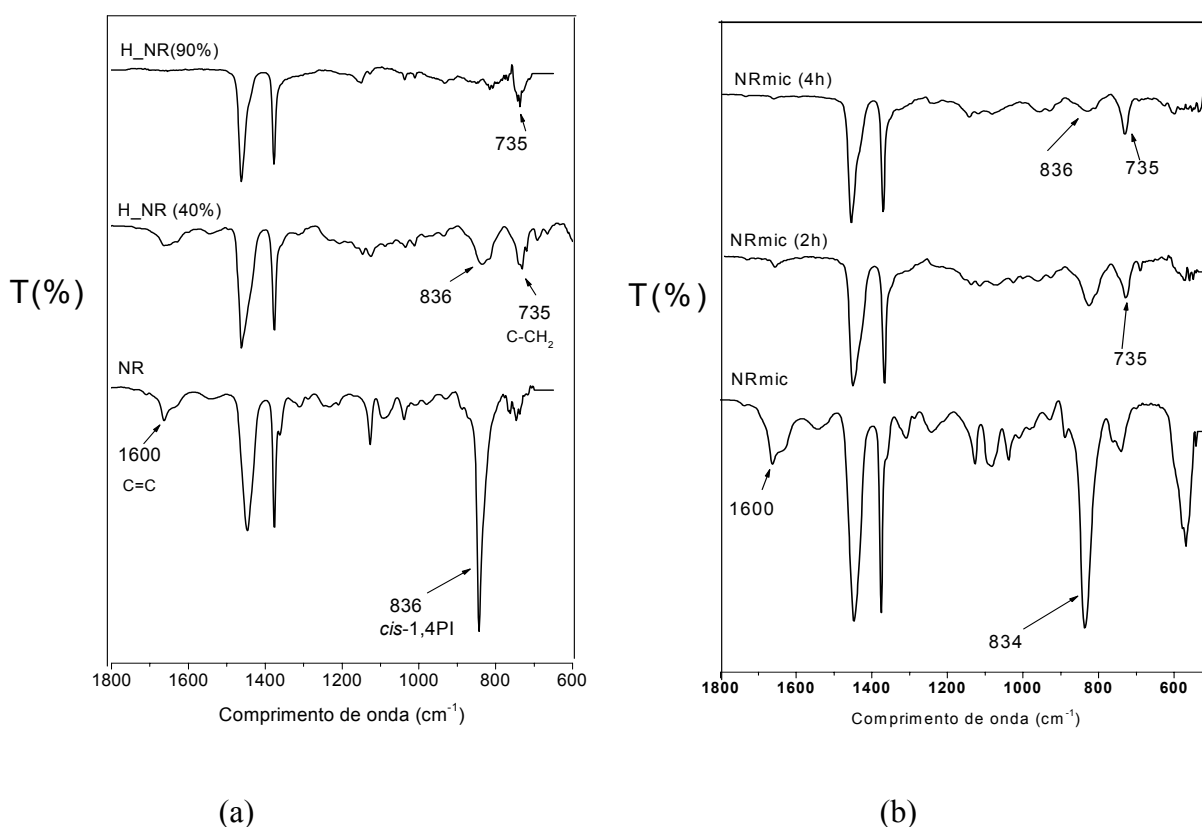 H_NR(90%)
735
H_NR (40%)
836
735
C-CH₂
NR
1600
C=C
836
cis-1,4PI
T(%)
1800 1600 1400 1200 1000 800 600
Comprimento de onda (cm⁻¹)
(a)
NRmic (4h)
836
735
NRmic (2h)
735
NRmic
1600
834
T(%)
1800 1600 1400 1200 1000 800 600
Comprimento de onda (cm⁻¹)
(b)